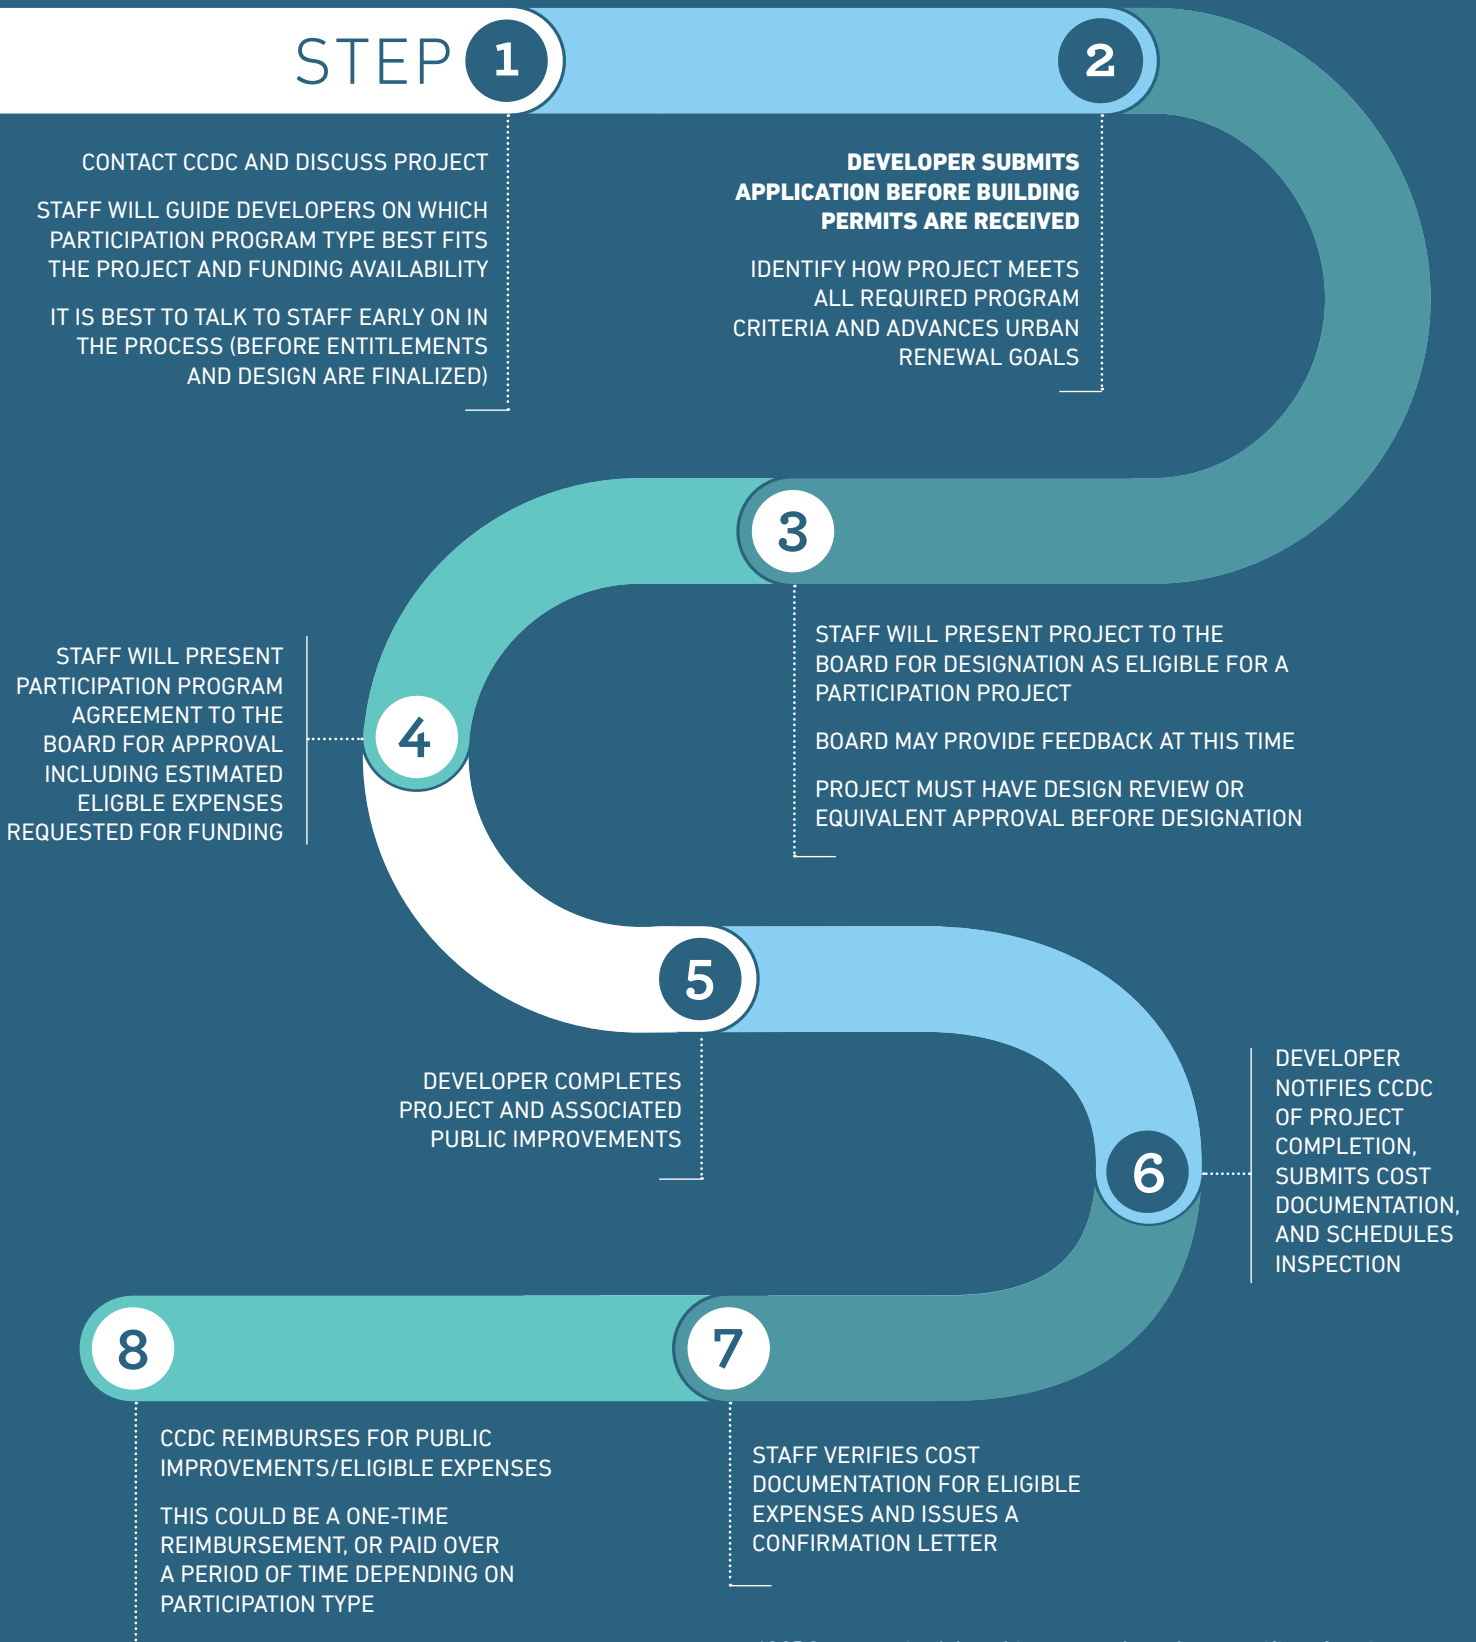 STEP 1
CONTACT CCDC AND DISCUSS PROJECT
STAFF WILL GUIDE DEVELOPERS ON WHICH
PARTICIPATION PROGRAM TYPE BEST FITS
THE PROJECT AND FUNDING AVAILABILITY
IT IS BEST TO TALK TO STAFF EARLY ON IN
THE PROCESS (BEFORE ENTITLEMENTS
AND DESIGN ARE FINALIZED)
2
DEVELOPER SUBMITS
APPLICATION BEFORE BUILDING
PERMITS ARE RECEIVED
IDENTIFY HOW PROJECT MEETS
ALL REQUIRED PROGRAM
CRITERIA AND ADVANCES URBAN
RENEWAL GOALS
3
STAFF WILL PRESENT PROJECT TO THE
BOARD FOR DESIGNATION AS ELIGIBLE FOR A
PARTICIPATION PROJECT
BOARD MAY PROVIDE FEEDBACK AT THIS TIME
PROJECT MUST HAVE DESIGN REVIEW OR
EQUIVALENT APPROVAL BEFORE DESIGNATION
4
STAFF WILL PRESENT
PARTICIPATION PROGRAM
AGREEMENT TO THE
BOARD FOR APPROVAL
INCLUDING ESTIMATED
ELIGBLE EXPENSES
REQUESTED FOR FUNDING
5
DEVELOPER COMPLETES
PROJECT AND ASSOCIATED
PUBLIC IMPROVEMENTS
6
DEVELOPER
NOTIFIES CCDC
OF PROJECT
COMPLETION,
SUBMITS COST
DOCUMENTATION,
AND SCHEDULES
INSPECTION
7
STAFF VERIFIES COST
DOCUMENTATION FOR ELIGIBLE
EXPENSES AND ISSUES A
CONFIRMATION LETTER
8
CCDC REIMBURSES FOR PUBLIC
IMPROVEMENTS/ELIGIBLE EXPENSES
THIS COULD BE A ONE-TIME
REIMBURSEMENT, OR PAID OVER
A PERIOD OF TIME DEPENDING ON
PARTICIPATION TYPE